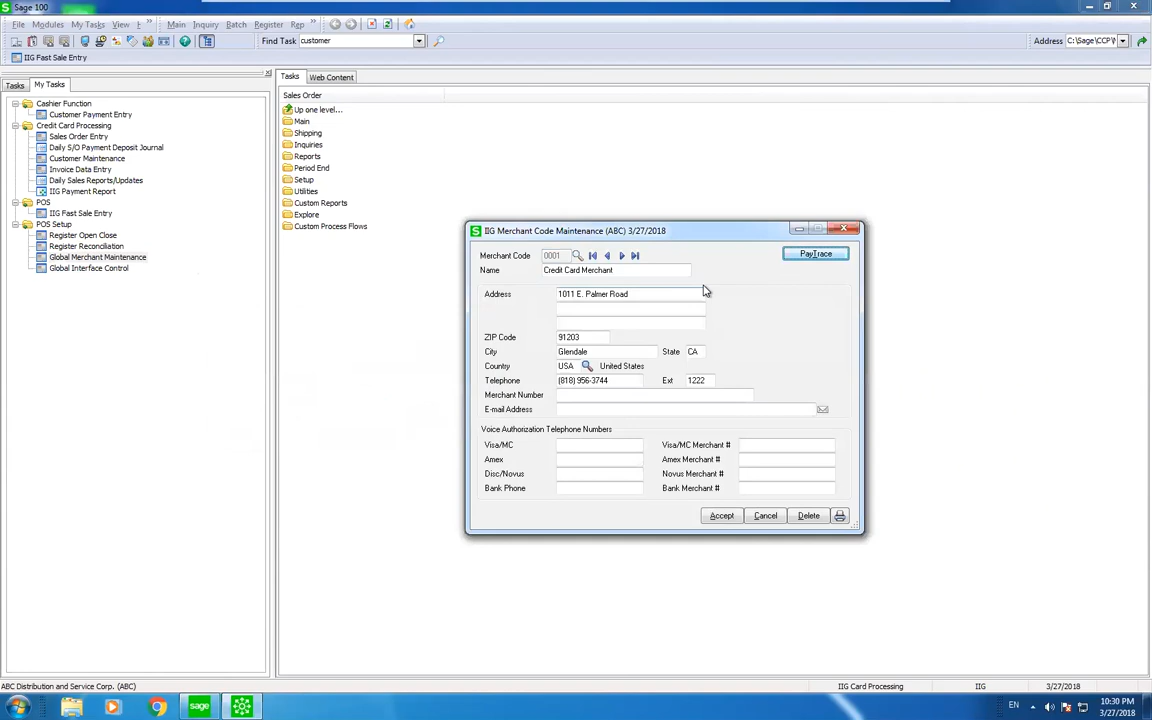 Sage 100
File Modules My Tasks View Main Inquiry Batch Register Rep
Find Task customer Address C:\Sage\CCP\
IIG Fast Sale Entry
Tasks My Tasks
Cashier Function
Customer Payment Entry
Credit Card Processing
Sales Order Entry
Daily S/O Payment Deposit Journal
Customer Maintenance
Invoice Data Entry
Daily Sales Reports/Updates
IIG Payment Report
POS
IIG Fast Sale Entry
POS Setup
Register Open Close
Register Reconciliation
Global Merchant Maintenance
Global Interface Control
Tasks Web Content
Sales Order
Up one level...
Main
Shipping
Inquiries
Reports
Period End
Setup
Utilities
Custom Reports
Explore
Custom Process Flows
IIG Merchant Code Maintenance (ABC) 3/27/2018
Merchant Code 0001 PayTrace
Name Credit Card Merchant
Address 1011 E. Palmer Road
ZIP Code 91203
City Glendale State CA
Country USA United States
Telephone (818) 956-3744 Ext 1222
Merchant Number
E-mail Address
Voice Authorization Telephone Numbers
Visa/MC Visa/MC Merchant #
Amex Amex Merchant #
Disc/Novus Novus Merchant #
Bank Phone Bank Merchant #
Accept Cancel Delete
ABC Distribution and Service Corp. (ABC) IIG Card Processing IIG 3/27/2018
sage EN 10:30 PM
3/27/2018